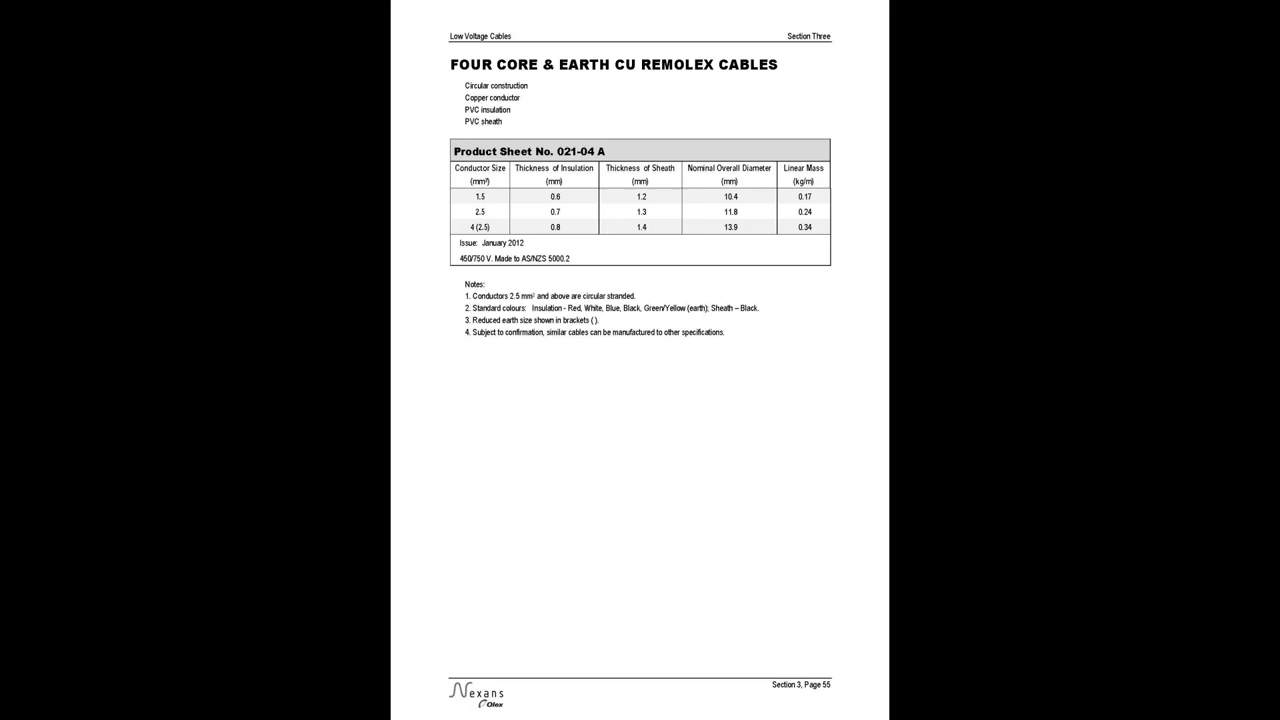 Low Voltage Cables Section Three
FOUR CORE & EARTH CU REMOLEX CABLES
Circular construction
Copper conductor
PVC insulation
PVC sheath
Product Sheet No. 021-04 A
Conductor Size Thickness of Insulation Thickness of Sheath Nominal Overall Diameter Linear Mass
(mm²) (mm) (mm) (mm) (kg/m)
1.5 0.6 1.2 10.4 0.17
2.5 0.7 1.3 11.8 0.24
4 (2.5) 0.8 1.4 13.9 0.34
Issue: January 2012
450/750 V. Made to AS/NZS 5000.2
Notes:
1. Conductors 2.5 mm² and above are circular stranded.
2. Standard colours: Insulation - Red, White, Blue, Black, Green/Yellow (earth); Sheath – Black.
3. Reduced earth size shown in brackets ( ).
4. Subject to confirmation, similar cables can be manufactured to other specifications.
Section 3, Page 55
Nexans
Olex